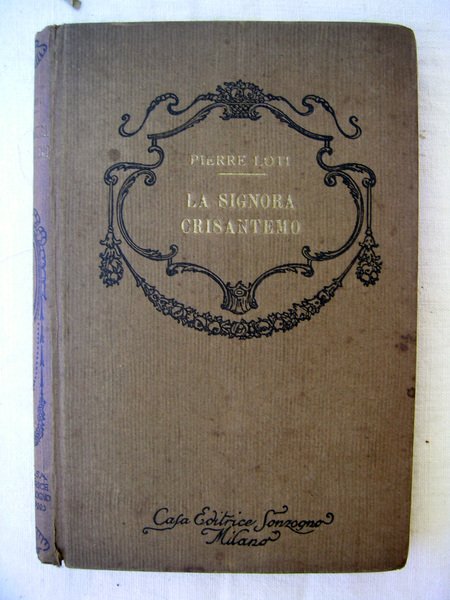 PIERRE LOTI
LA SIGNORA
CRISANTEMO
Casa Editrice Sonzogno
Milano